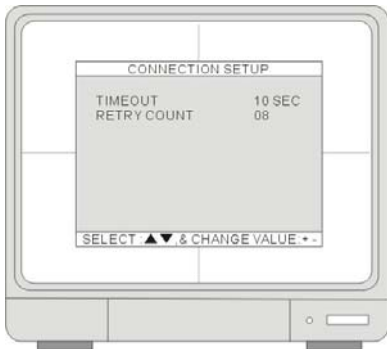 CONNECTION SETUP
TIMEOUT 10 SEC
RETRY COUNT 08
SELECT :▲▼,& CHANGE VALUE:+ -